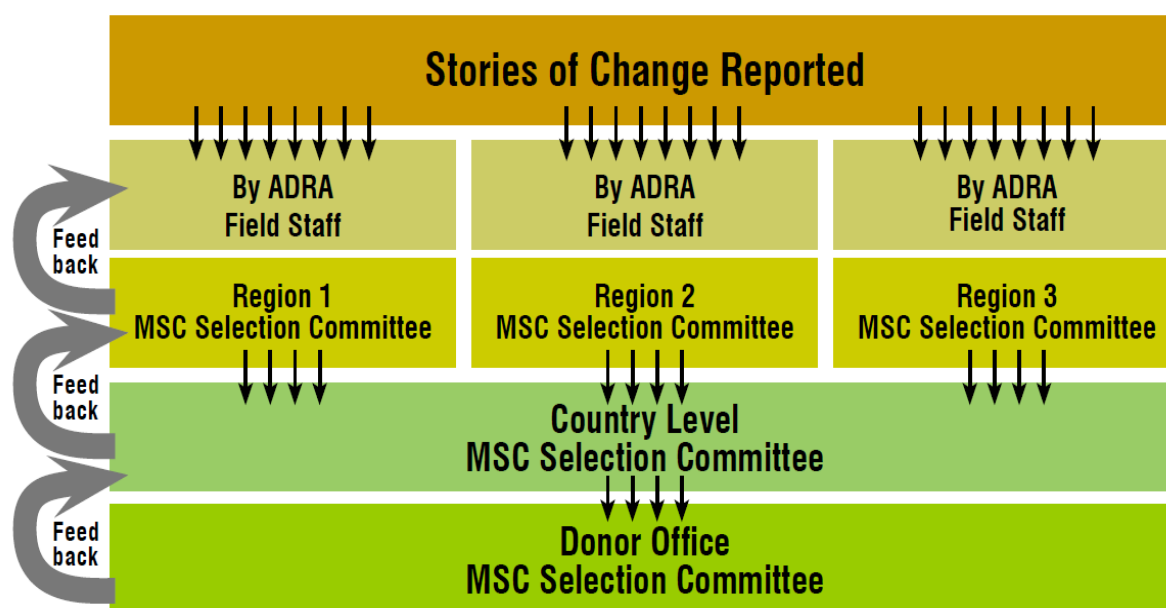 Stories of Change Reported
By ADRA
Field Staff
By ADRA
Field Staff
By ADRA
Field Staff
Feed
back
Region 1
MSC Selection Committee
Region 2
MSC Selection Committee
Region 3
MSC Selection Committee
Feed
back
Country Level
MSC Selection Committee
Feed
back
Donor Office
MSC Selection Committee